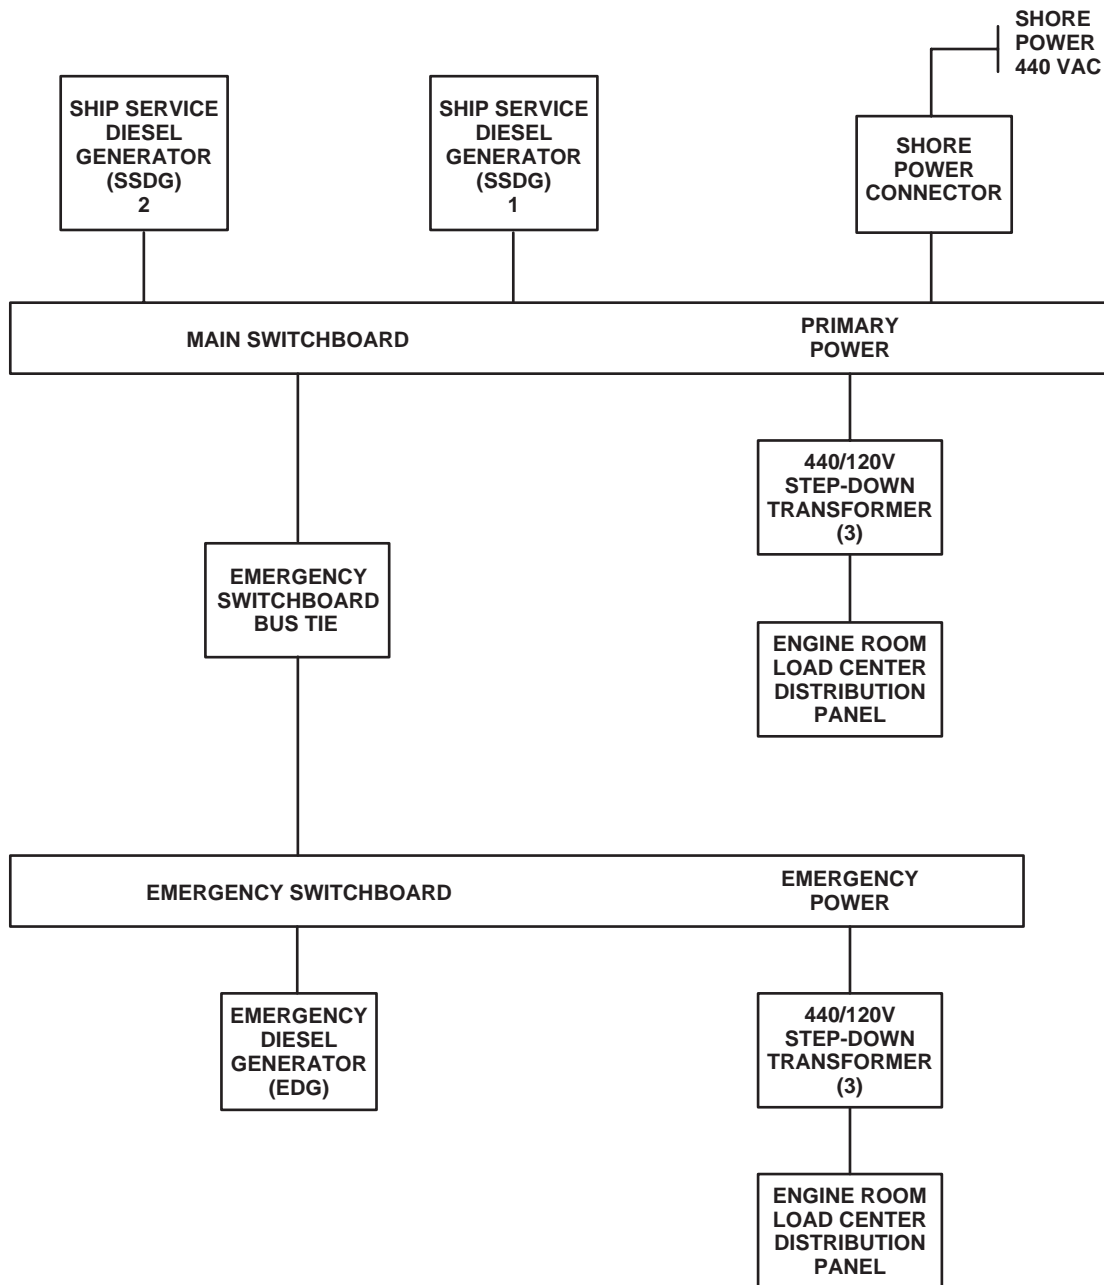 SHORE
POWER
440 VAC
SHIP SERVICE
DIESEL
GENERATOR
(SSDG)
2
SHIP SERVICE
DIESEL
GENERATOR
(SSDG)
1
SHORE
POWER
CONNECTOR
MAIN SWITCHBOARD
PRIMARY
POWER
440/120V
STEP-DOWN
TRANSFORMER
(3)
EMERGENCY
SWITCHBOARD
BUS TIE
ENGINE ROOM
LOAD CENTER
DISTRIBUTION
PANEL
EMERGENCY SWITCHBOARD
EMERGENCY
POWER
EMERGENCY
DIESEL
GENERATOR
(EDG)
440/120V
STEP-DOWN
TRANSFORMER
(3)
ENGINE ROOM
LOAD CENTER
DISTRIBUTION
PANEL